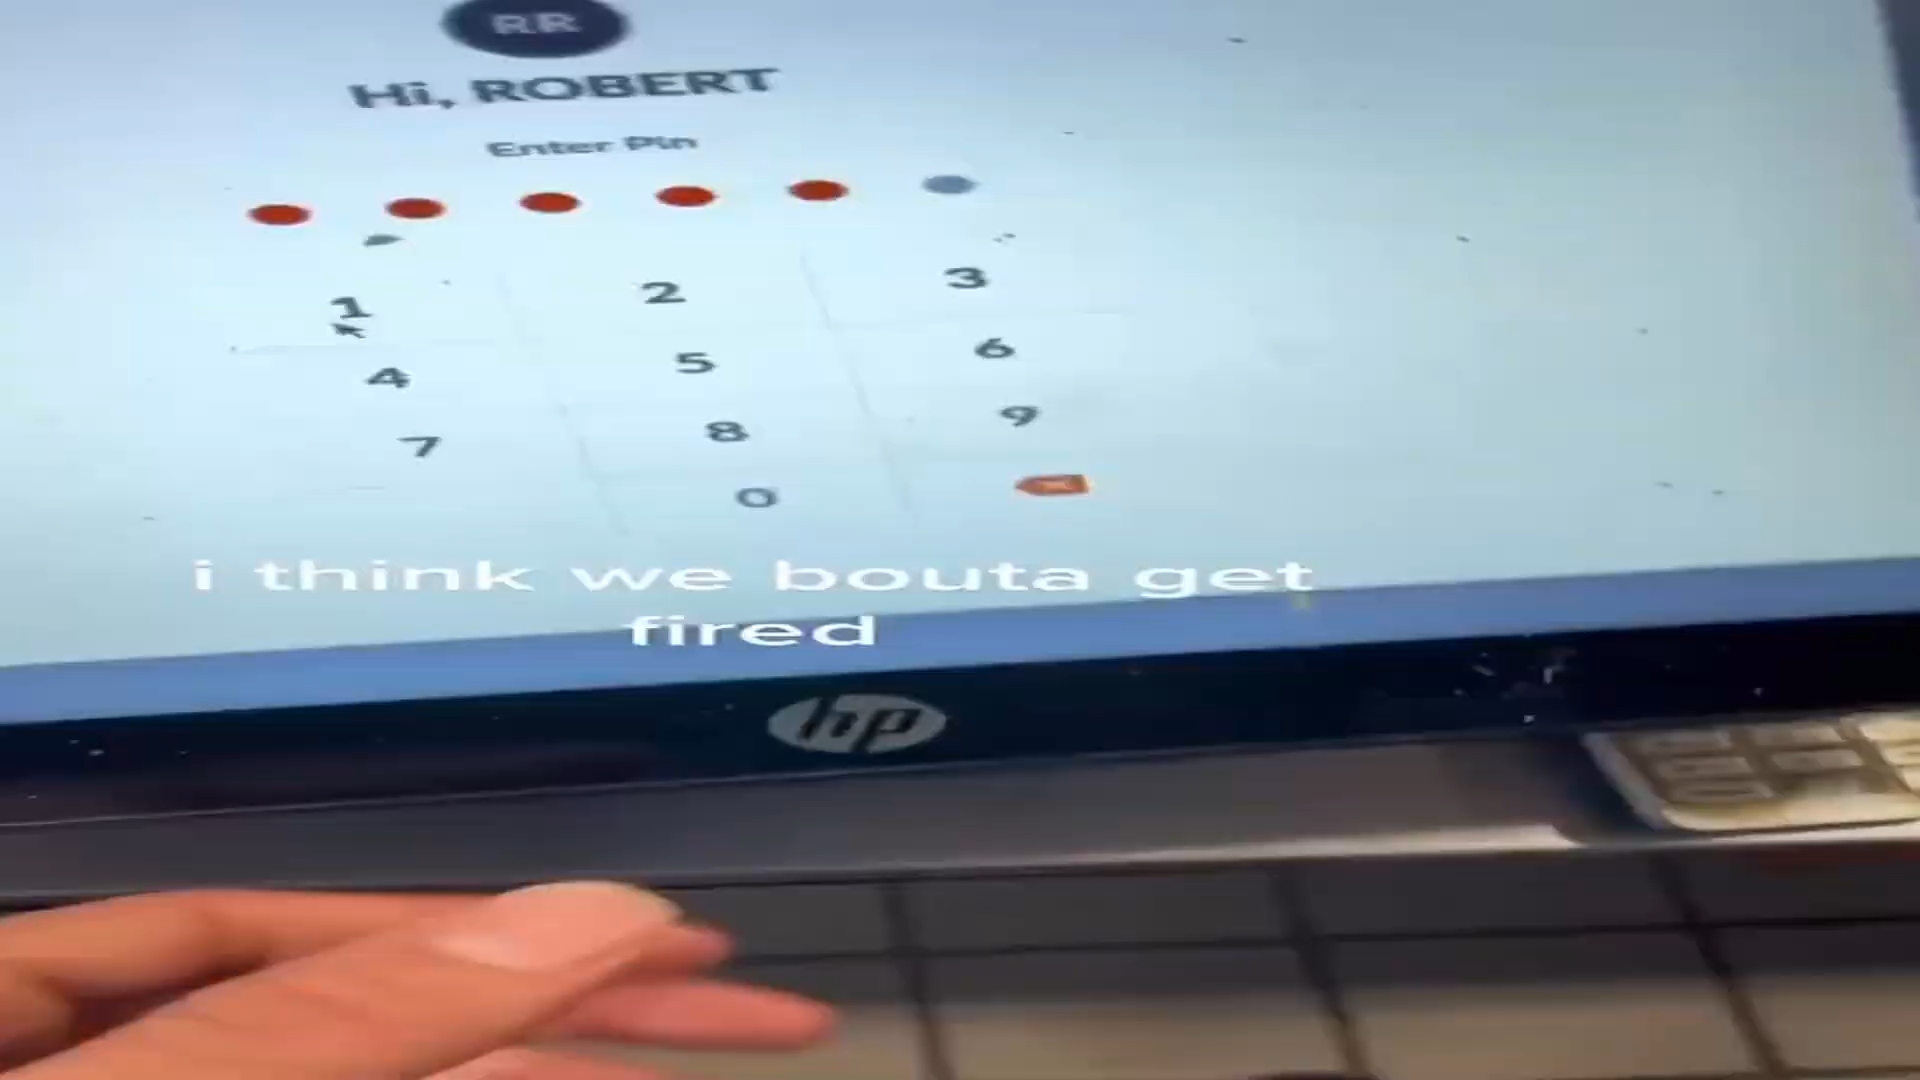 RR
Hi, ROBERT
Enter Pin
1 2 3
4 5 6
7 8 9
0
i think we bouta get
fired
hp